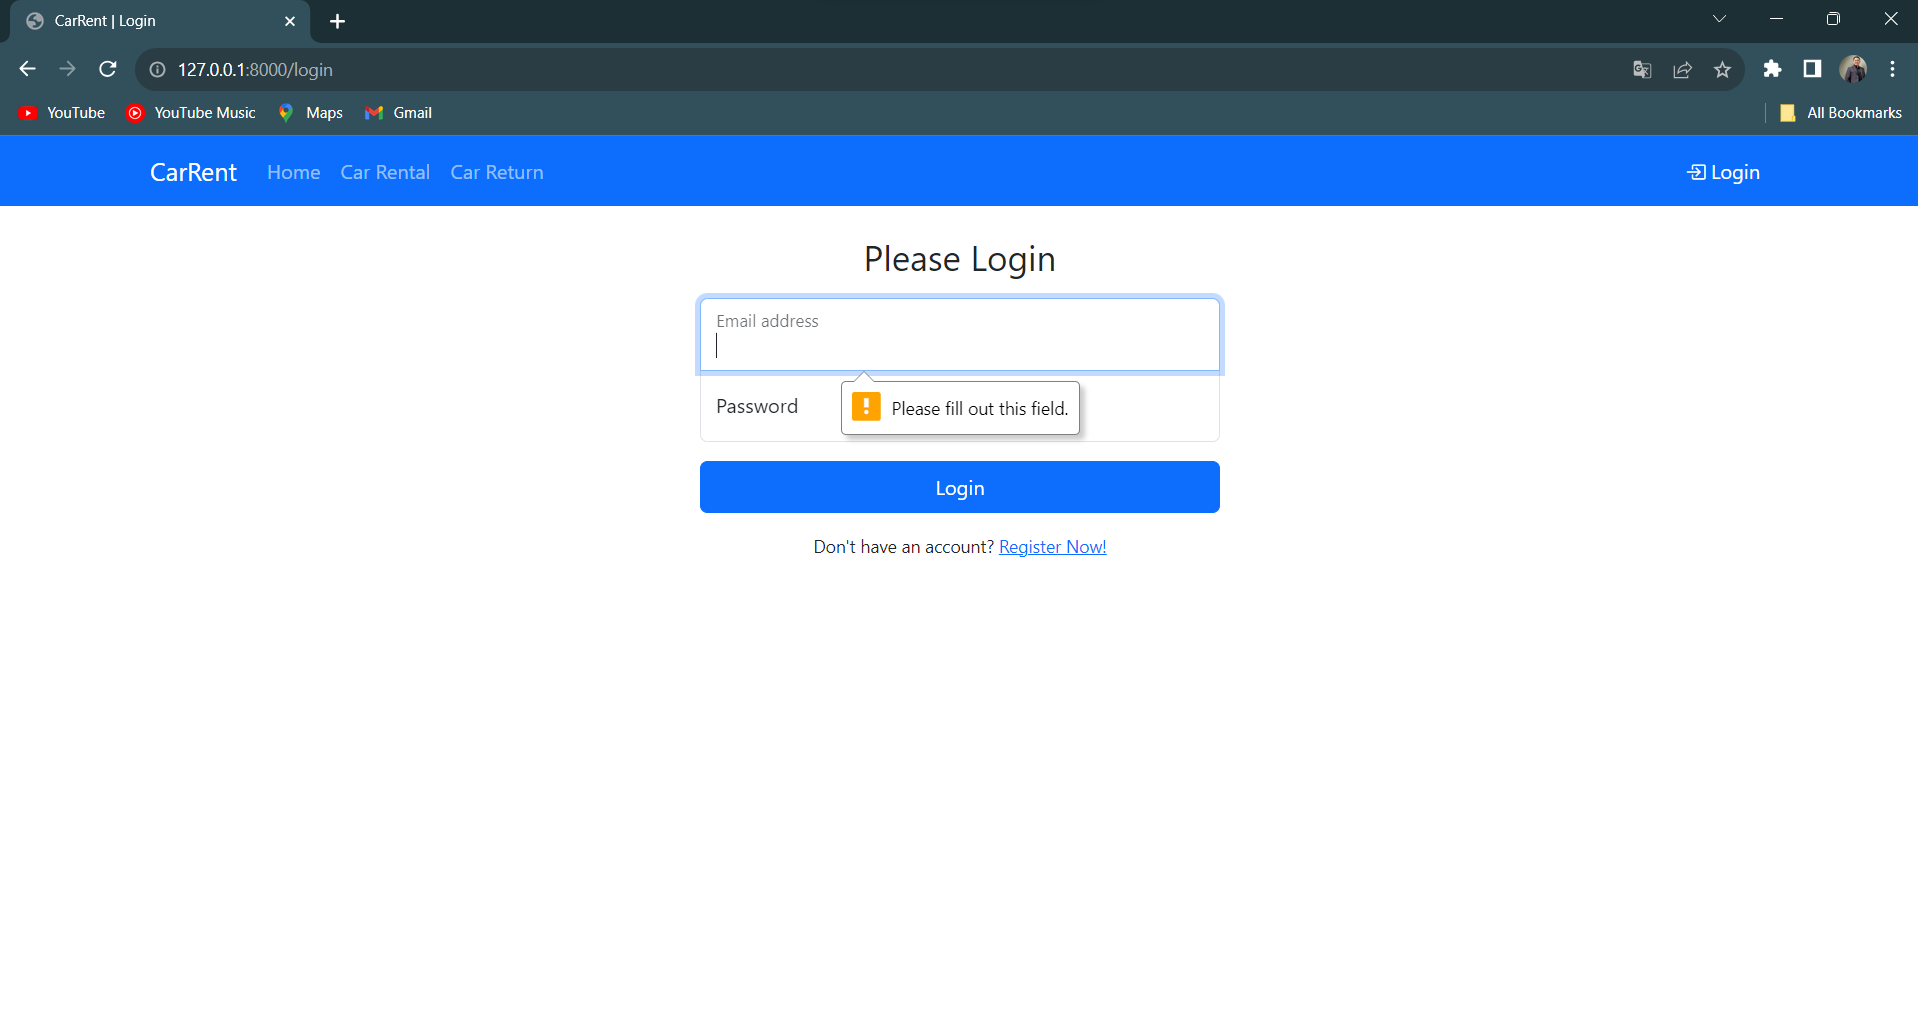 CarRent | Login
127.0.0.1:8000/login
YouTube YouTube Music Maps Gmail All Bookmarks
CarRent Home Car Rental Car Return Login
Please Login
Email address
Password
Please fill out this field.
Login
Don't have an account? Register Now!